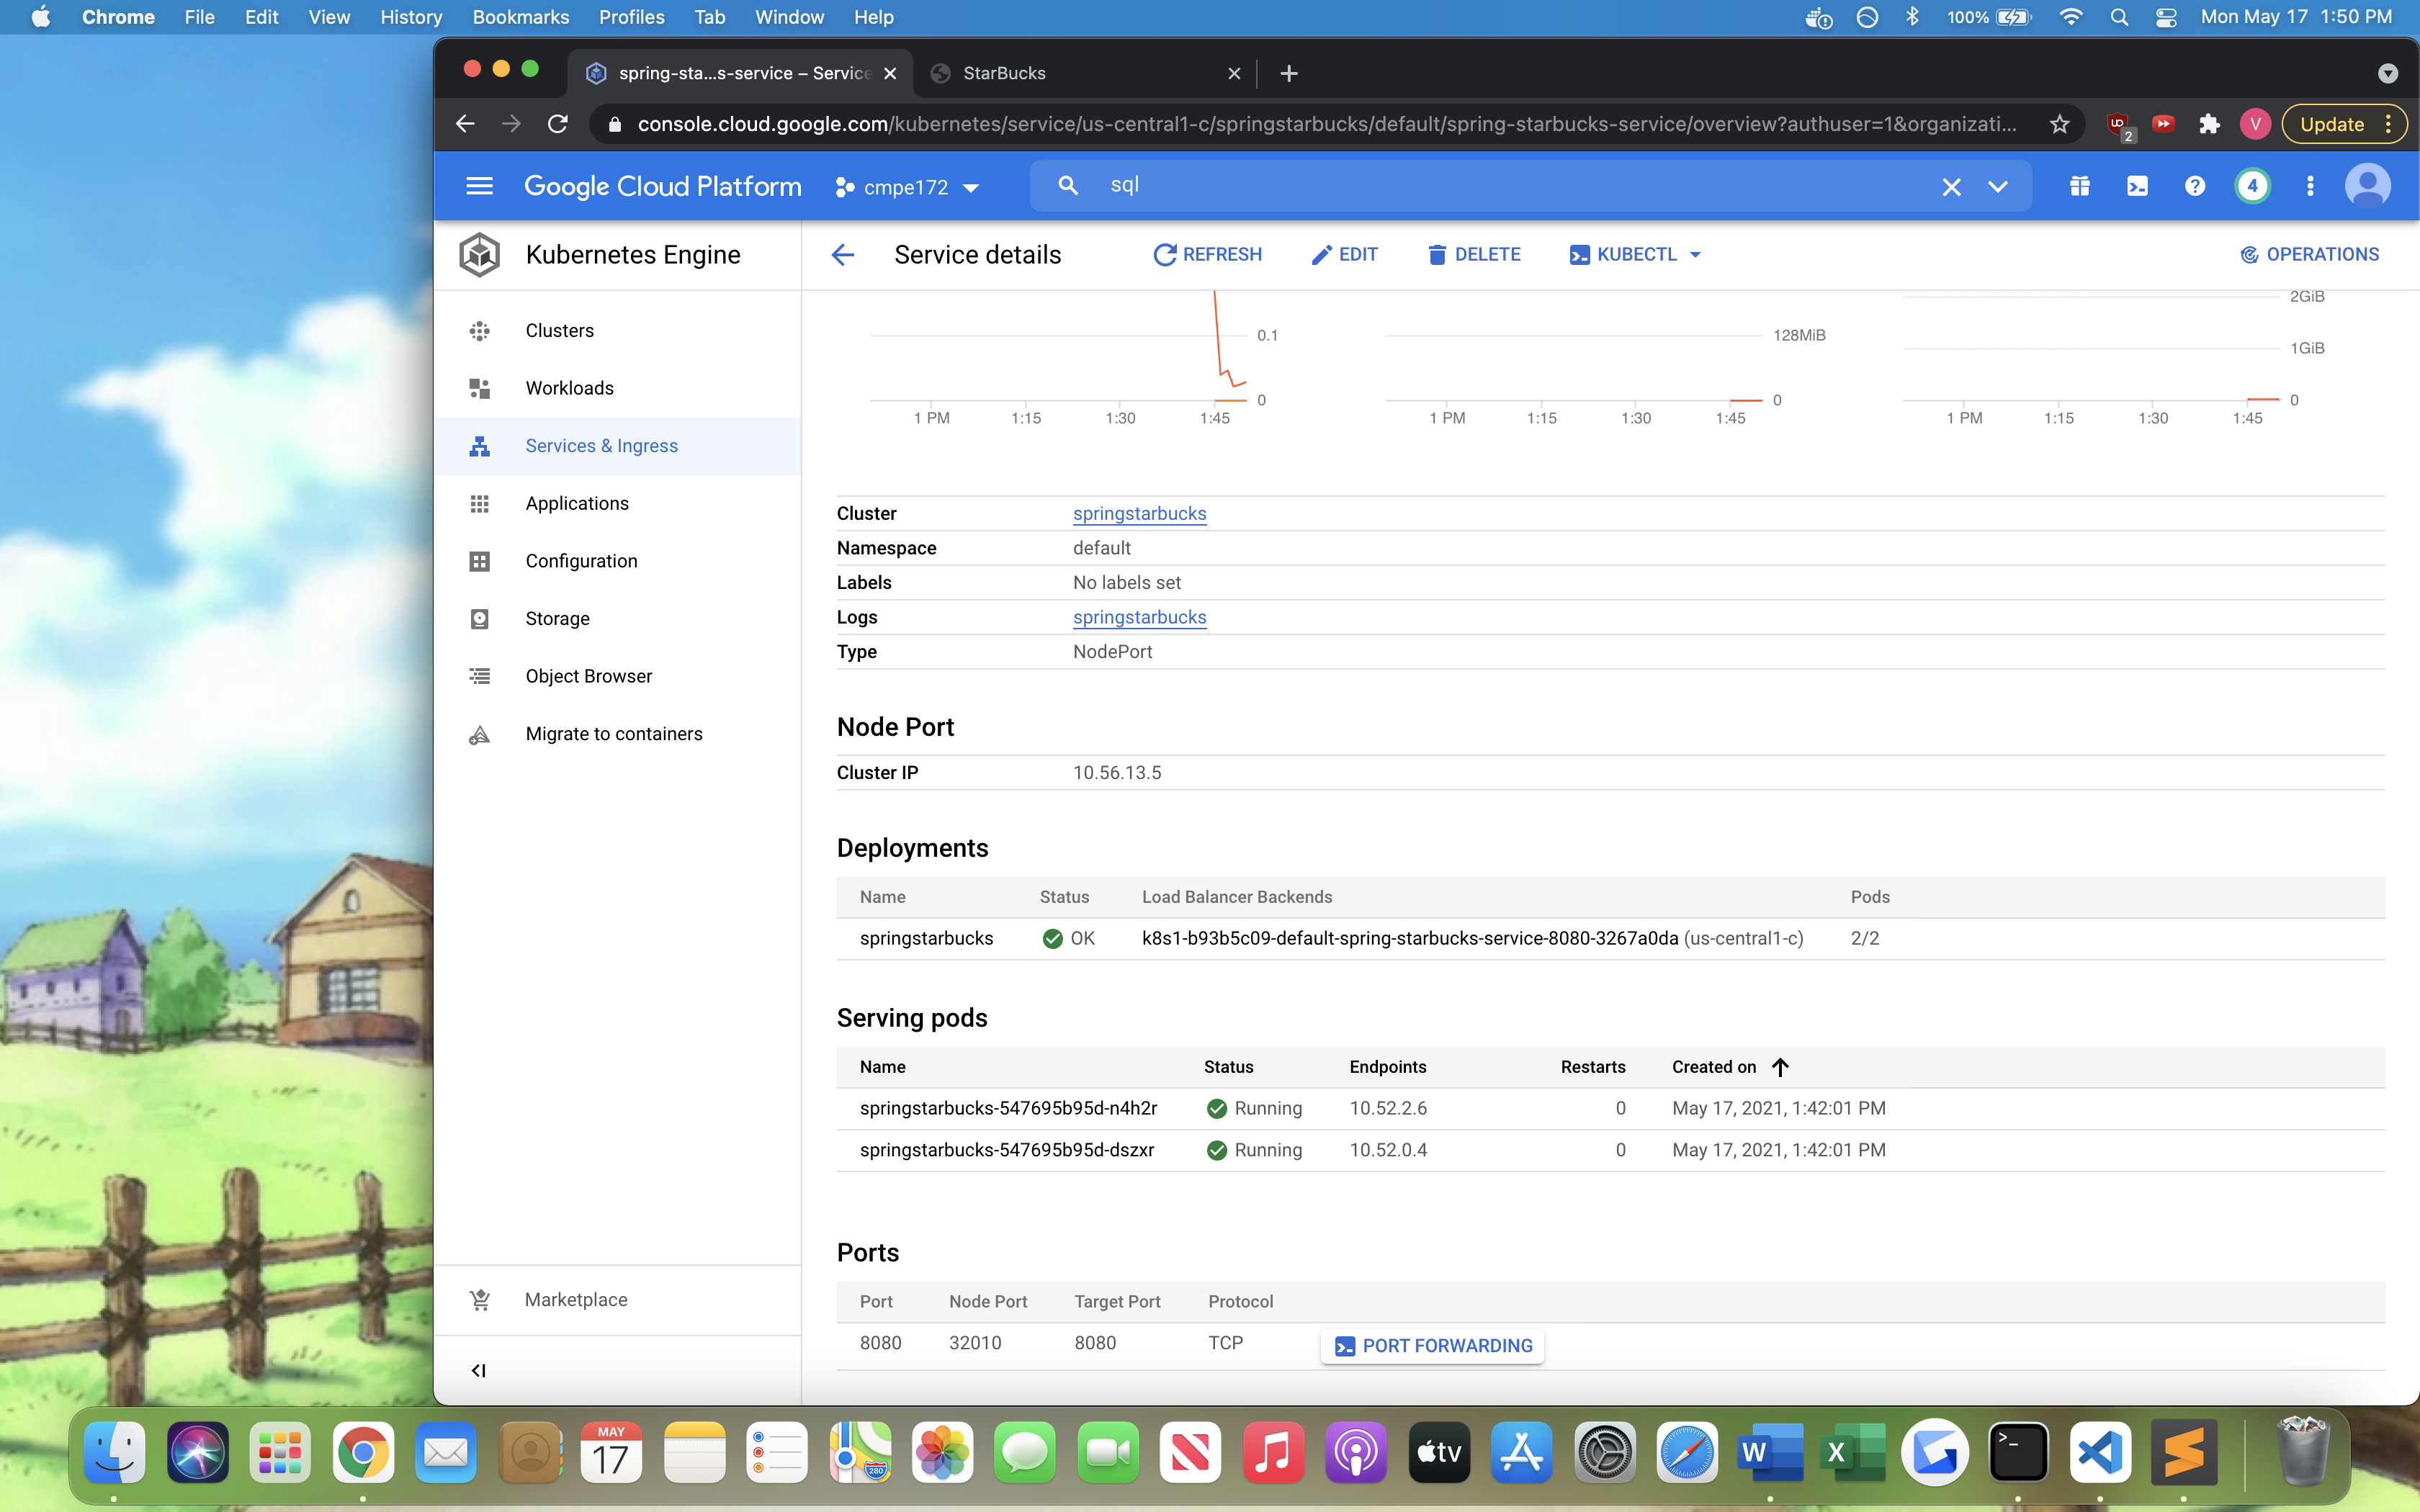 Chrome File Edit View History Bookmarks Profiles Tab Window Help 100% Mon May 17 1:50 PM
spring-sta...s-service – Service StarBucks
console.cloud.google.com/kubernetes/service/us-central1-c/springstarbucks/default/spring-starbucks-service/overview?authuser=1&organizati... 2 V Update
Google Cloud Platform cmpe172 sql 4
Kubernetes Engine Service details REFRESH EDIT DELETE KUBECTL OPERATIONS
Clusters
Workloads
Services & Ingress
Applications
Configuration
Storage
Object Browser
Migrate to containers
Marketplace
0.1 128MiB 2GiB
1GiB
0 0 0
1 PM 1:15 1:30 1:45 1 PM 1:15 1:30 1:45 1 PM 1:15 1:30 1:45
Cluster springstarbucks
Namespace default
Labels No labels set
Logs springstarbucks
Type NodePort
Node Port
Cluster IP 10.56.13.5
Deployments
Name Status Load Balancer Backends Pods
springstarbucks OK k8s1-b93b5c09-default-spring-starbucks-service-8080-3267a0da (us-central1-c) 2/2
Serving pods
Name Status Endpoints Restarts Created on
springstarbucks-547695b95d-n4h2r Running 10.52.2.6 0 May 17, 2021, 1:42:01 PM
springstarbucks-547695b95d-dszxr Running 10.52.0.4 0 May 17, 2021, 1:42:01 PM
Ports
Port Node Port Target Port Protocol
8080 32010 8080 TCP PORT FORWARDING
MAY
17
280
tv
W
X